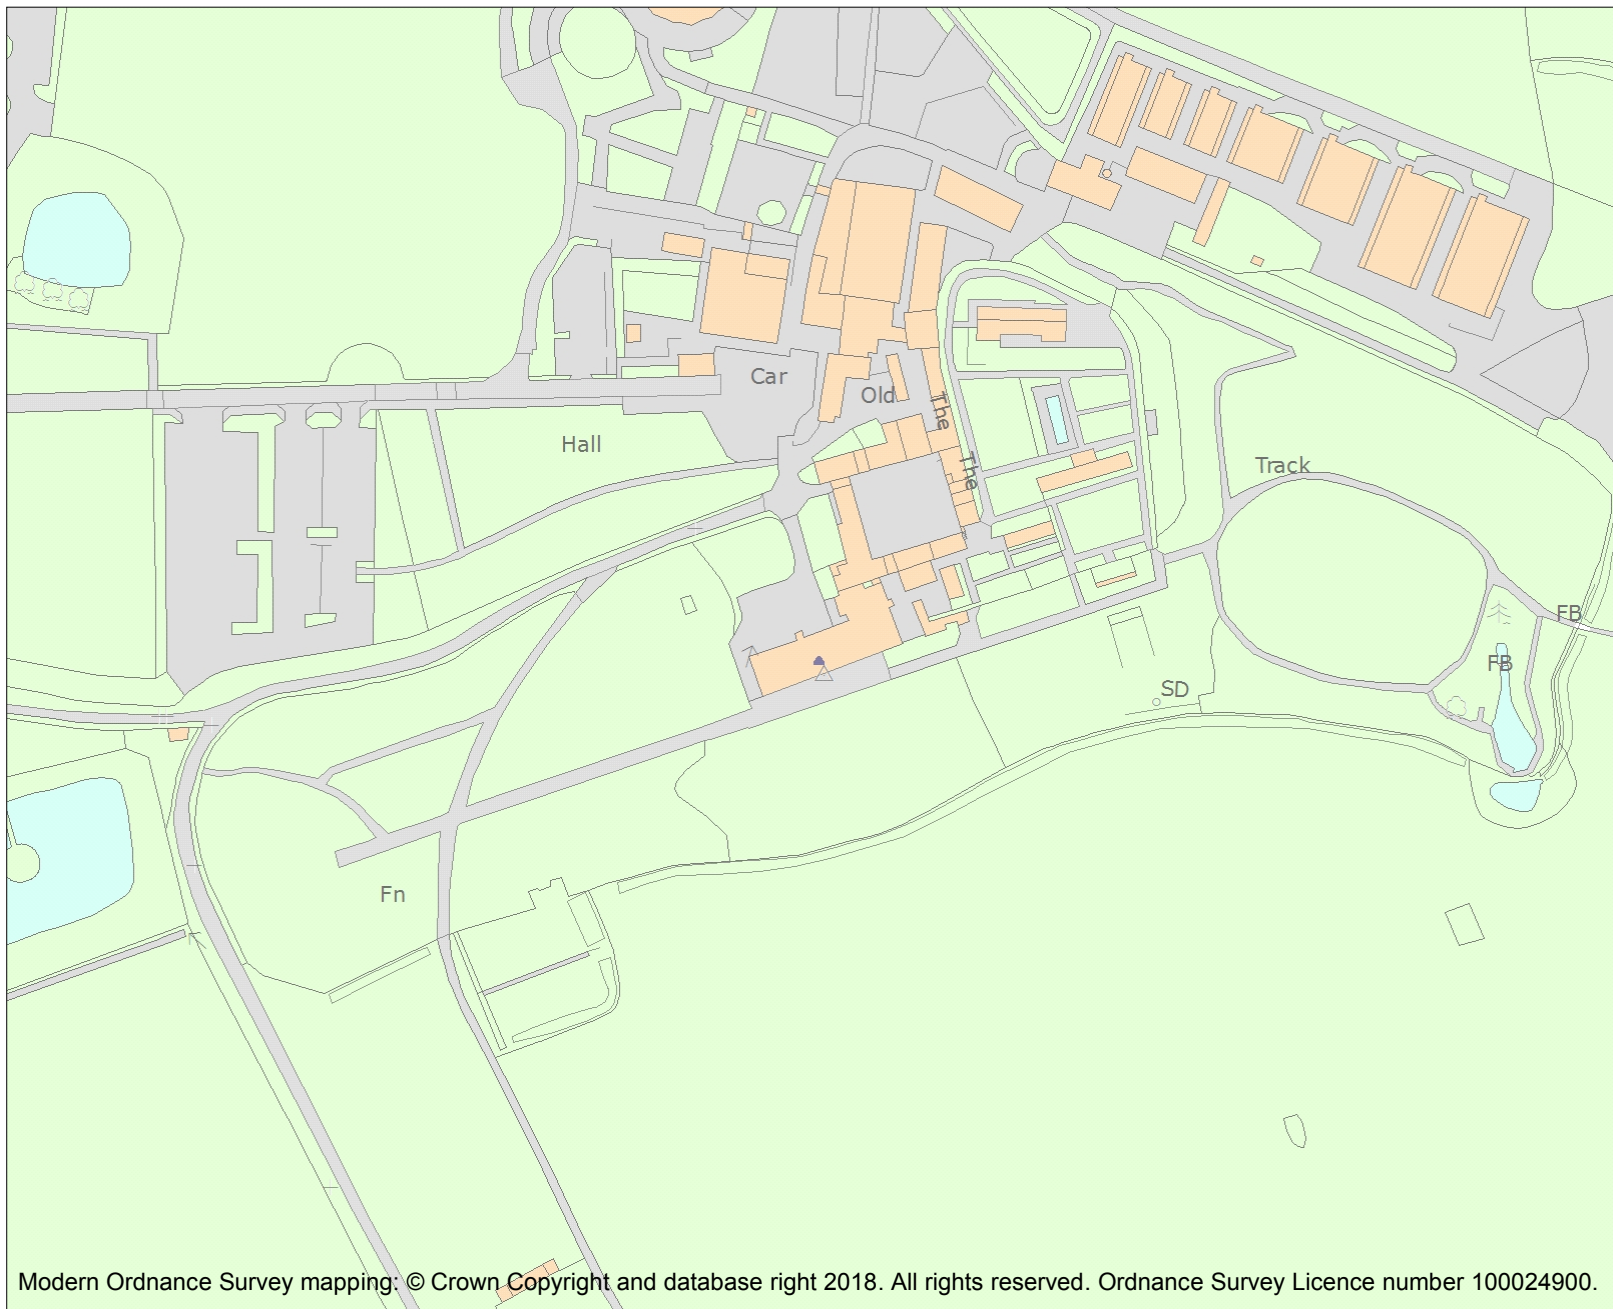 Car
Old
The
Hall
The
Track
FB
FB
SD
Fn
Modern Ordnance Survey mapping: © Crown Copyright and database right 2018. All rights reserved. Ordnance Survey Licence number 100024900.